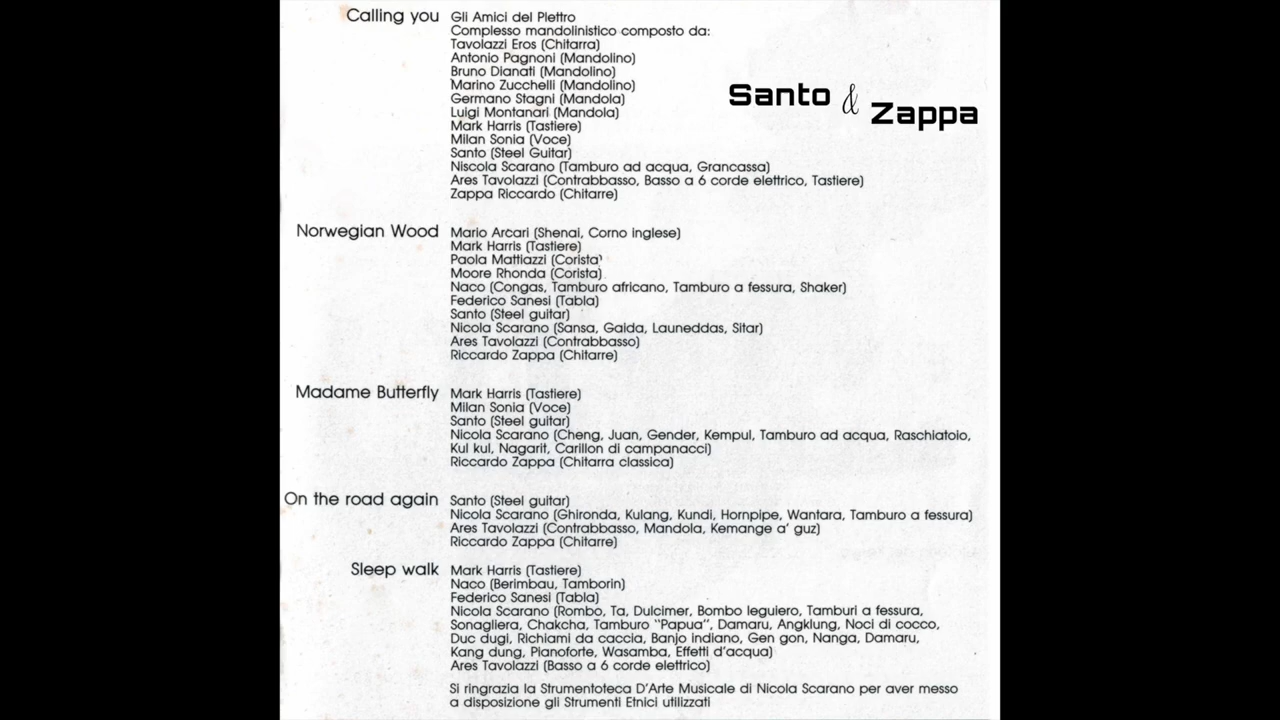 Calling you Gli Amici del Plettro
Complesso mandolinistico composto da:
Tavolazzi Eros (Chitarra)
Antonio Pagnoni (Mandolino)
Bruno Dianati (Mandolino)
Marino Zucchelli (Mandolino)
Germano Stagni (Mandola)
Luigi Montanari (Mandola)
Mark Harris (Tastiere)
Milan Sonia (Voce)
Santo (Steel Guitar)
Niscola Scarano (Tamburo ad acqua, Grancassa)
Ares Tavolazzi (Contrabbasso, Basso a 6 corde elettrico, Tastiere)
Zappa Riccardo (Chitarre)
Santo & Zappa
Norwegian Wood Mario Arcari (Shenai, Corno inglese)
Mark Harris (Tastiere)
Paola Mattiazzi (Corista)
Moore Rhonda (Corista)
Naco (Congas, Tamburo africano, Tamburo a fessura, Shaker)
Federico Sanesi (Tabla)
Santo (Steel guitar)
Nicola Scarano (Sansa, Gaida, Launeddas, Sitar)
Ares Tavolazzi (Contrabbasso)
Riccardo Zappa (Chitarre)
Madame Butterfly Mark Harris (Tastiere)
Milan Sonia (Voce)
Santo (Steel guitar)
Nicola Scarano (Cheng, Juan, Gender, Kempul, Tamburo ad acqua, Raschiatoio,
Kul kul, Nagarit, Carillon di campanacci)
Riccardo Zappa (Chitarra classica)
On the road again Santo (Steel guitar)
Nicola Scarano (Ghironda, Kulang, Kundi, Hornpipe, Wantara, Tamburo a fessura)
Ares Tavolazzi (Contrabbasso, Mandola, Kemange a' guz)
Riccardo Zappa (Chitarre)
Sleep walk Mark Harris (Tastiere)
Naco (Berimbau, Tamborin)
Federico Sanesi (Tabla)
Nicola Scarano (Rombo, Ta, Dulcimer, Bombo leguiero, Tamburi a fessura,
Sonagliera, Chakcha, Tamburo "Papua", Damaru, Angklung, Noci di cocco,
Duc dugi, Richiami da caccia, Banjo indiano, Gen gon, Nanga, Damaru,
Kang dung, Pianoforte, Wasamba, Effetti d'acqua)
Ares Tavolazzi (Basso a 6 corde elettrico)
Si ringrazia la Strumentoteca D'Arte Musicale di Nicola Scarano per aver messo
a disposizione gli Strumenti Etnici utilizzati